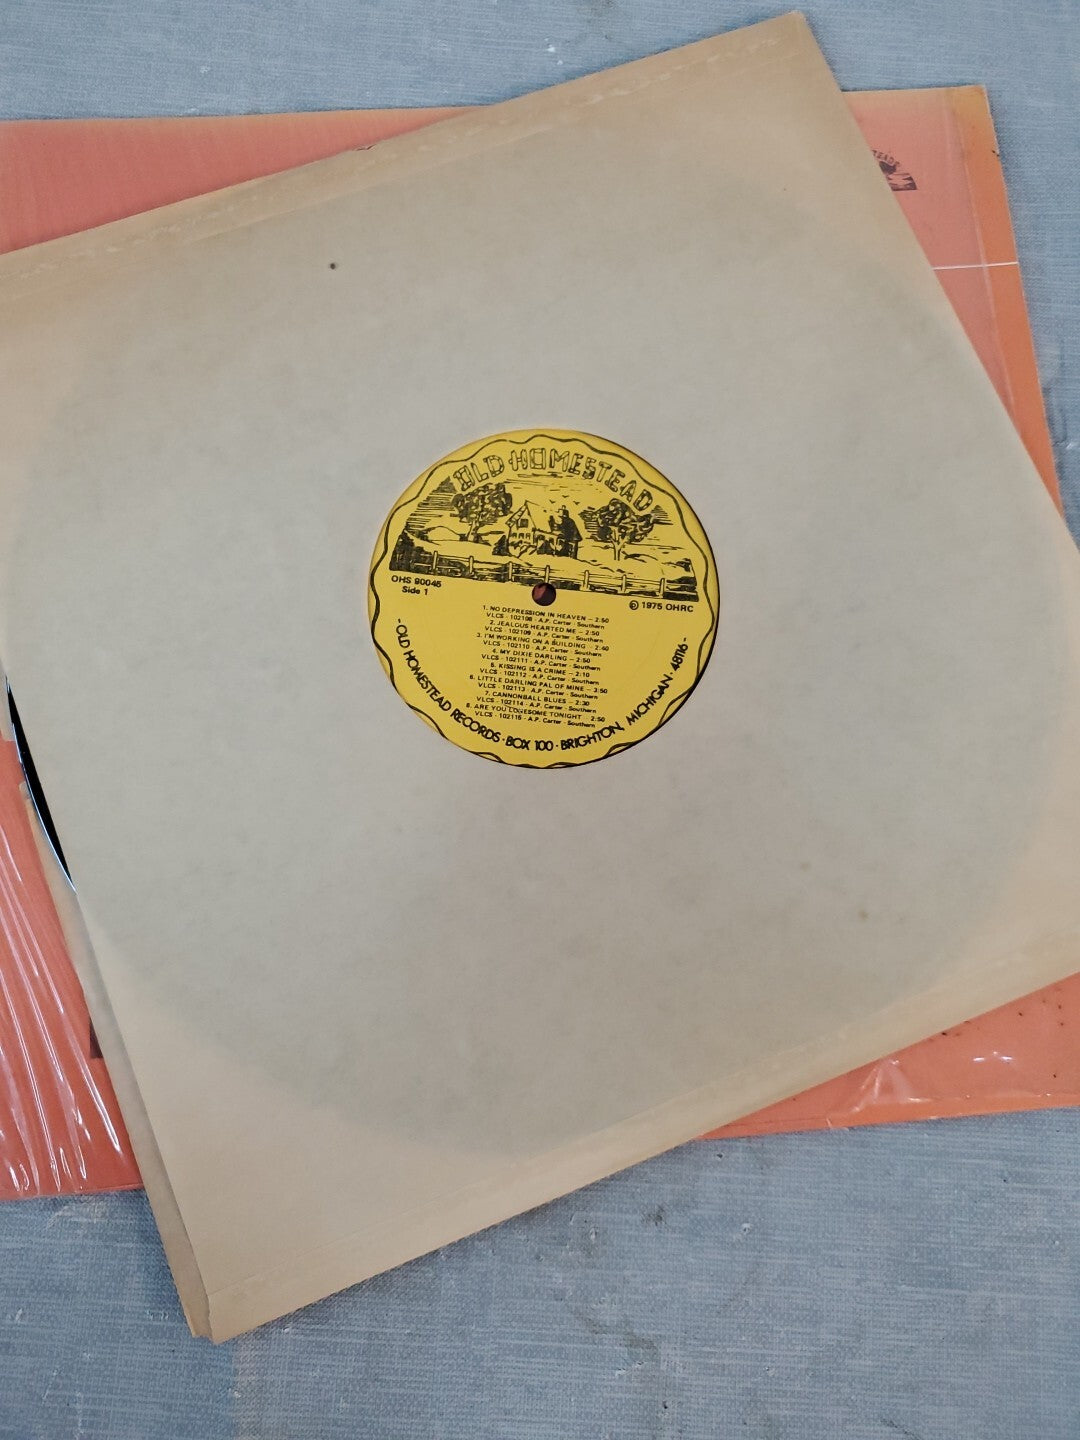 OLD HOMESTEAD
OHS 90045
Side 1
℗ 1975 OHRC
1. NO DEPRESSION IN HEAVEN – 2:50
VLCS - 102108 - A.P. Carter - Southern
2. JEALOUS HEARTED ME – 2:50
VLCS - 102109 - A.P. Carter - Southern
3. I'M WORKING ON A BUILDING – 2:40
VLCS - 102110 - A.P. Carter - Southern
4. MY DIXIE DARLING – 2:50
VLCS - 102111 - A.P. Carter - Southern
5. KISSING IS A CRIME – 2:10
VLCS - 102112 - A.P. Carter - Southern
6. LITTLE DARLING PAL OF MINE – 3:50
VLCS - 102113 - A.P. Carter - Southern
7. CANNONBALL BLUES – 2:30
VLCS - 102114 - A.P. Carter - Southern
8. ARE YOU LONESOME TONIGHT – 2:50
VLCS - 102115 - A.P. Carter - Southern
-OLD HOMESTEAD RECORDS · BOX 100 · BRIGHTON, MICHIGAN · 48116-